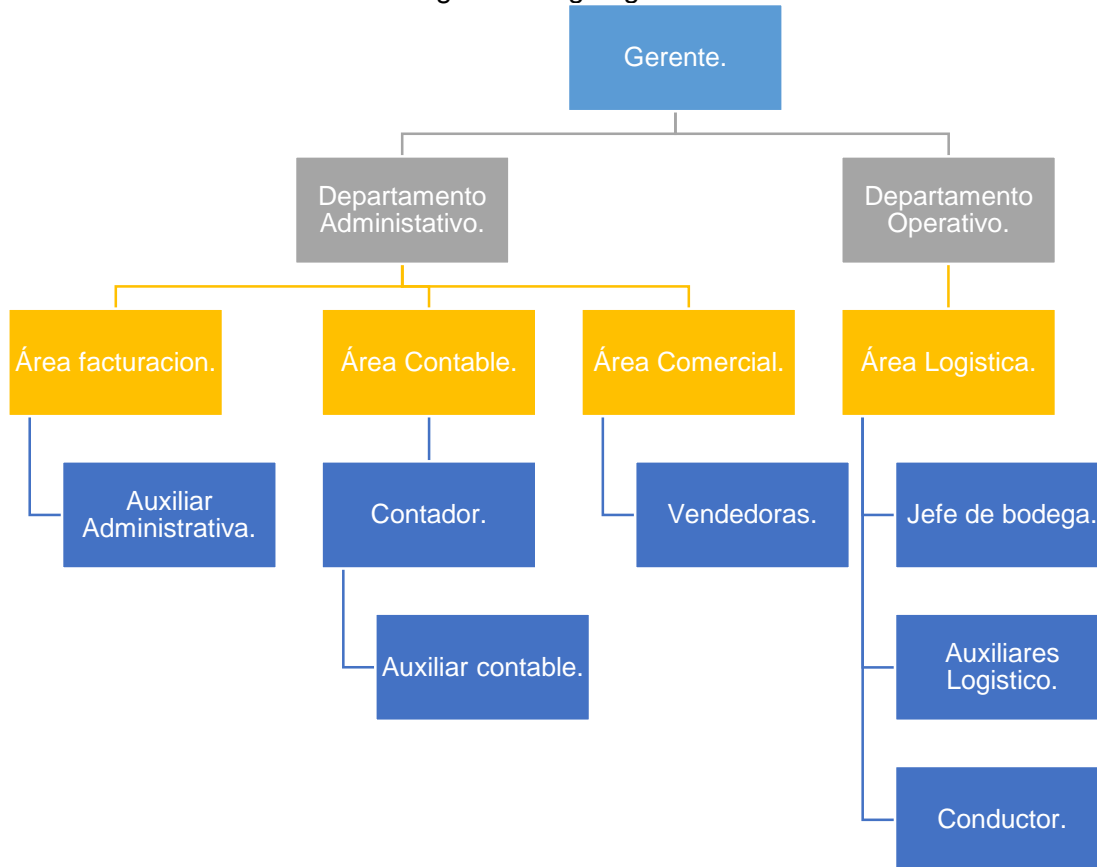 Gerente.
Departamento
Administativo.
Departamento
Operativo.
Área facturacion.
Área Contable.
Área Comercial.
Área Logistica.
Auxiliar
Administrativa.
Contador.
Vendedoras.
Jefe de bodega.
Auxiliar contable.
Auxiliares
Logistico.
Conductor.